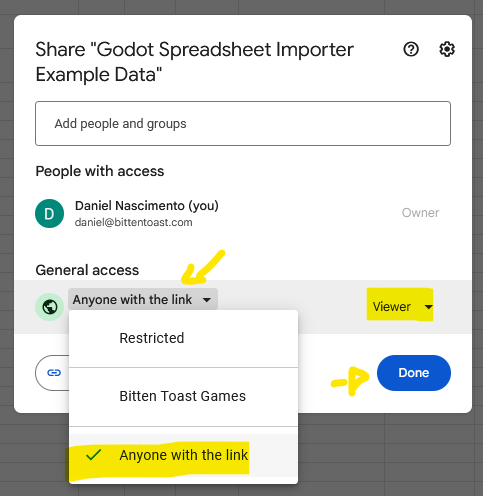 Share "Godot Spreadsheet Importer
Example Data"
Add people and groups
People with access
D
Daniel Nascimento (you)
daniel@bittentoast.com
Owner
General access
Anyone with the link
Viewer
Restricted
Bitten Toast Games
Anyone with the link
Done